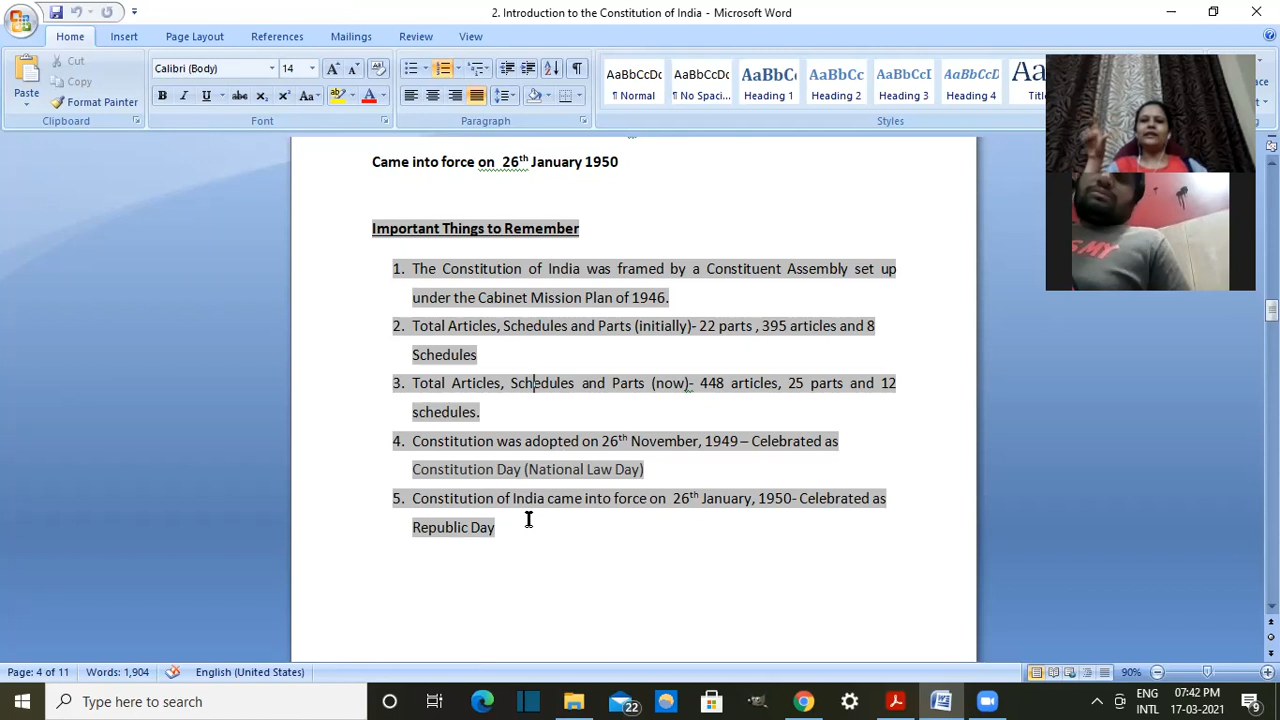 2. Introduction to the Constitution of India - Microsoft Word
Home Insert Page Layout References Mailings Review View
Paste
Cut
Copy
Format Painter
Clipboard
Calibri (Body) 14
Font
Paragraph
AaBbCcDc AaBbCcDc AaBbC AaBbCc AaBbCcI AaBbCcD Aa
¶ Normal ¶ No Spaci... Heading 1 Heading 2 Heading 3 Heading 4 Titl
Styles
Came into force on 26th January 1950
Important Things to Remember
1. The Constitution of India was framed by a Constituent Assembly set up
under the Cabinet Mission Plan of 1946.
2. Total Articles, Schedules and Parts (initially)- 22 parts , 395 articles and 8
Schedules
3. Total Articles, Schedules and Parts (now)- 448 articles, 25 parts and 12
schedules.
4. Constitution was adopted on 26th November, 1949 – Celebrated as
Constitution Day (National Law Day)
5. Constitution of India came into force on 26th January, 1950- Celebrated as
Republic Day
Page: 4 of 11 Words: 1,904 English (United States) 90%
Type here to search
22
ENG
INTL
07:42 PM
17-03-2021
9